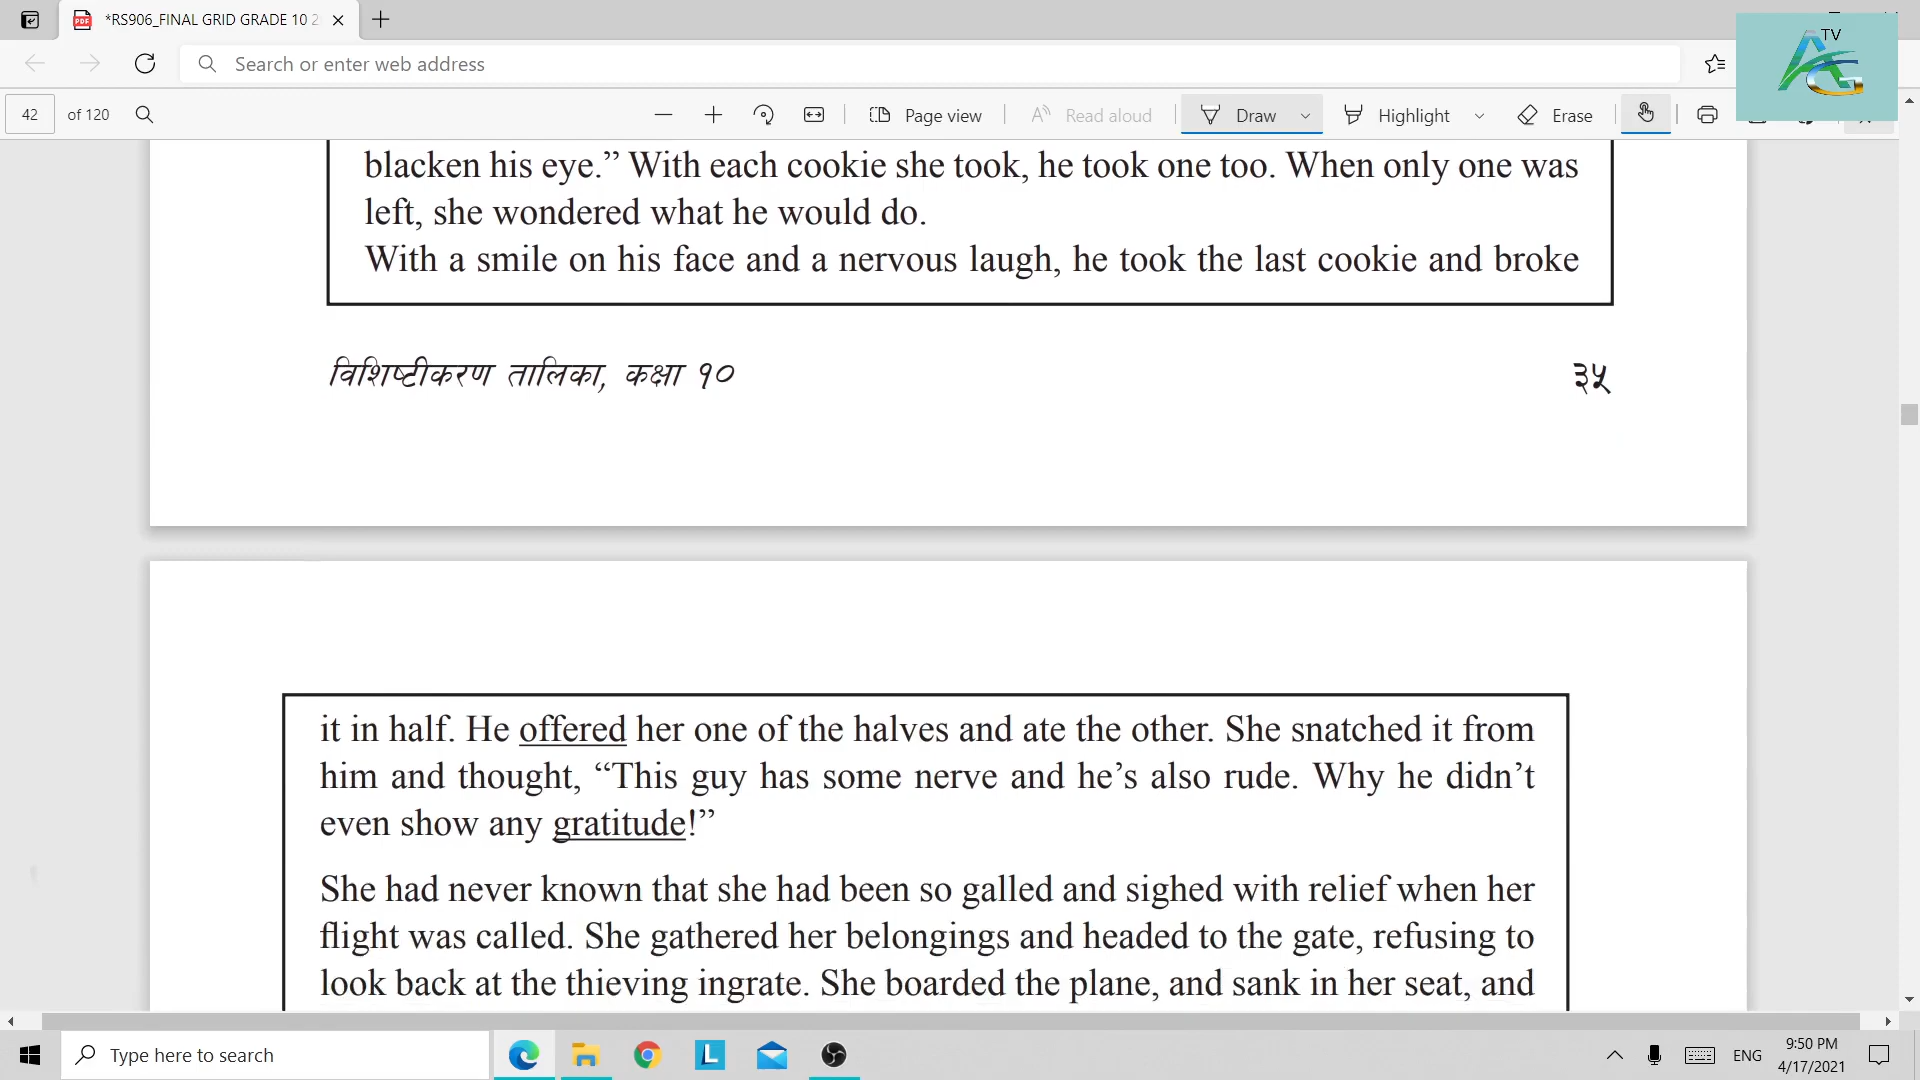 *RS906_FINAL GRID GRADE 10 2
TV
Search or enter web address
42 of 120 Page view Read aloud Draw Highlight Erase
blacken his eye.” With each cookie she took, he took one too. When only one was
left, she wondered what he would do.
With a smile on his face and a nervous laugh, he took the last cookie and broke
विशिष्टीकरण तालिका, कक्षा १० ३५
it in half. He offered her one of the halves and ate the other. She snatched it from
him and thought, “This guy has some nerve and he’s also rude. Why he didn’t
even show any gratitude!”
She had never known that she had been so galled and sighed with relief when her
flight was called. She gathered her belongings and headed to the gate, refusing to
look back at the thieving ingrate. She boarded the plane, and sank in her seat, and
Type here to search L ENG 9:50 PM
4/17/2021